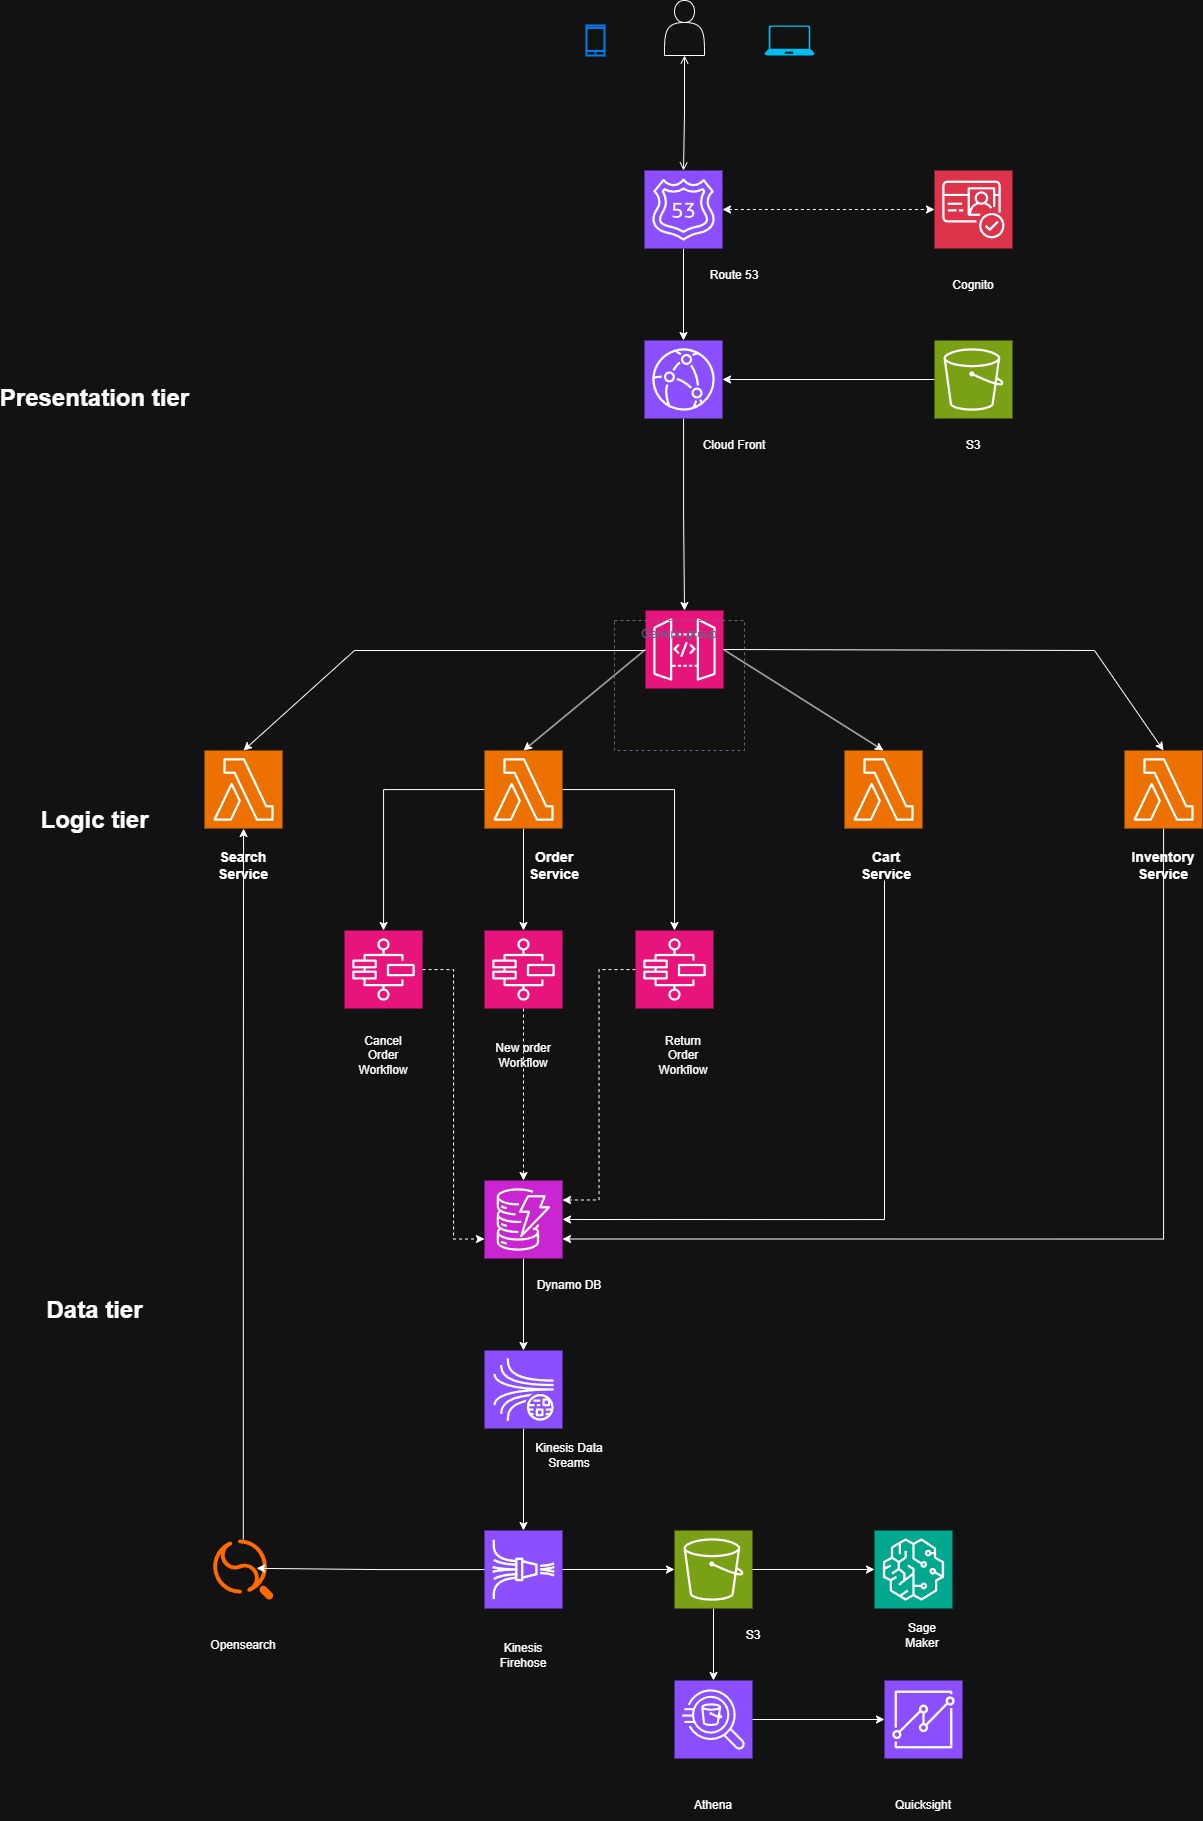 53
Route 53
Cognito
Presentation tier
Cloud Front
S3
</>
Logic tier
Search
Service
Order
Service
Cart
Service
Inventory
Service
Cancel
Order
Workflow
New order
Workflow
Return
Order
Workflow
Dynamo DB
Data tier
Kinesis Data
Sreams
Opensearch
Kinesis
Firehose
S3
Sage
Maker
Athena
Quicksight